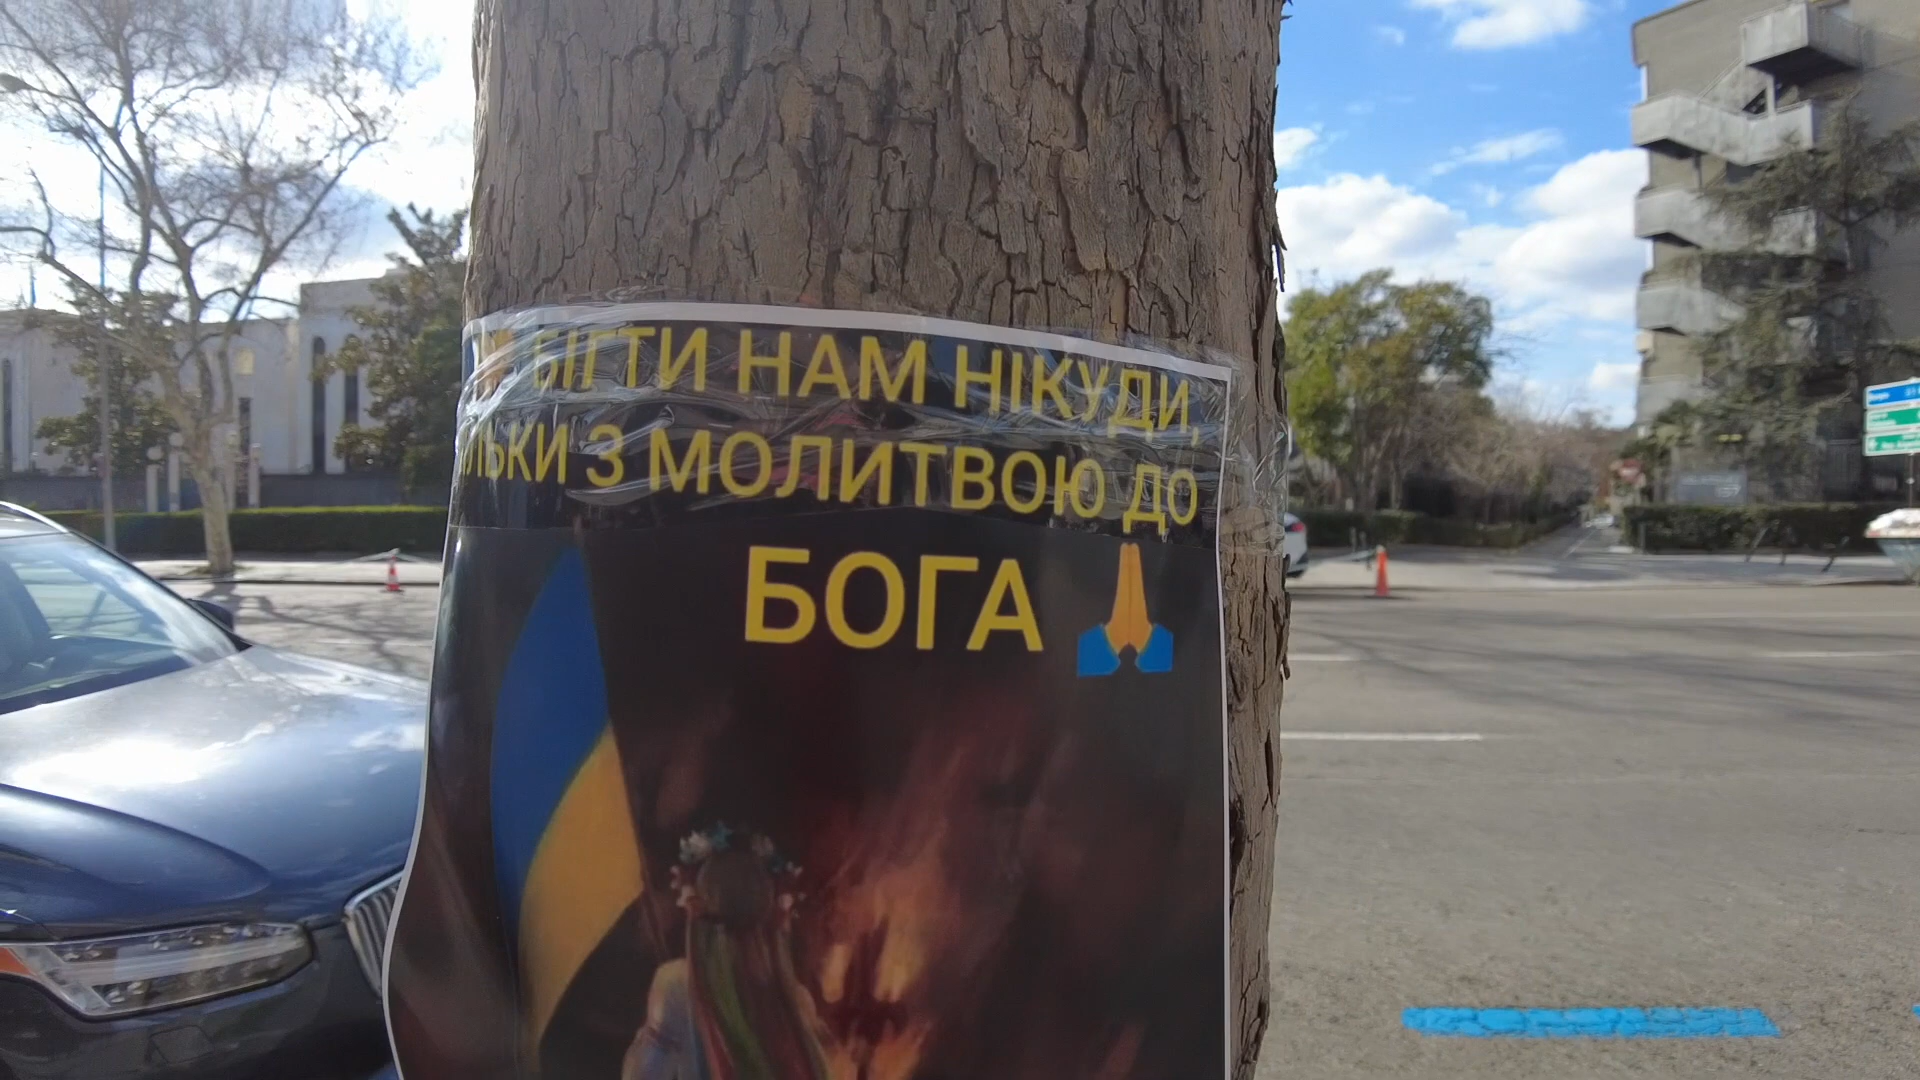 БІГТИ НАМ НІКУДИ,
ЛЬКИ З МОЛИТВОЮ ДО
БОГА